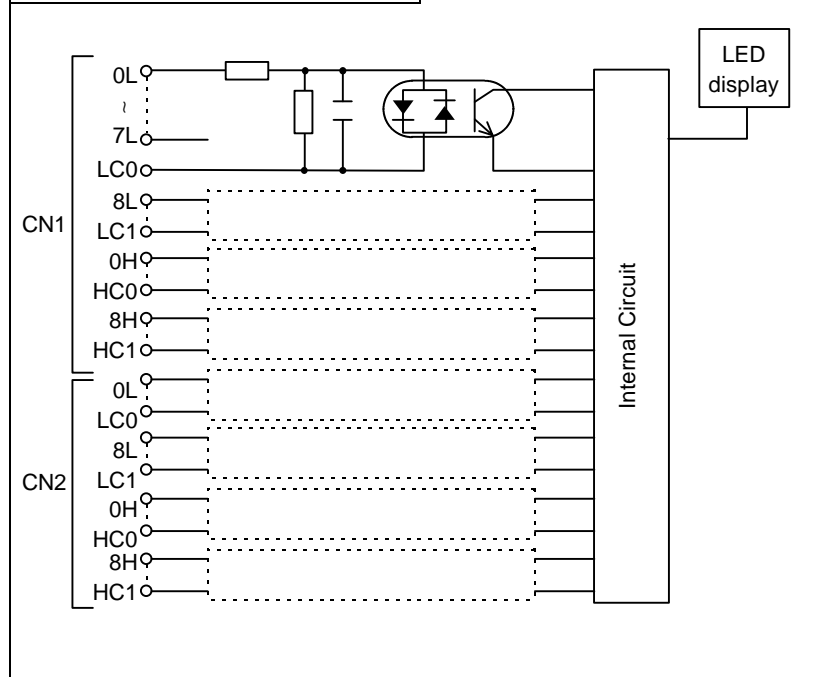 LED
display
0L
~
7L
LC0
8L
CN1
LC1
0H
HC0
8H
HC1
Internal Circuit
0L
LC0
8L
LC1
CN2
0H
HC0
8H
HC1